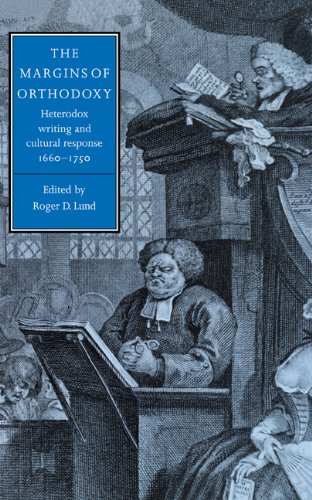 THE
MARGINS OF
ORTHODOXY
Heterodox
writing and
cultural response
1660–1750
Edited by
Roger D. Lund